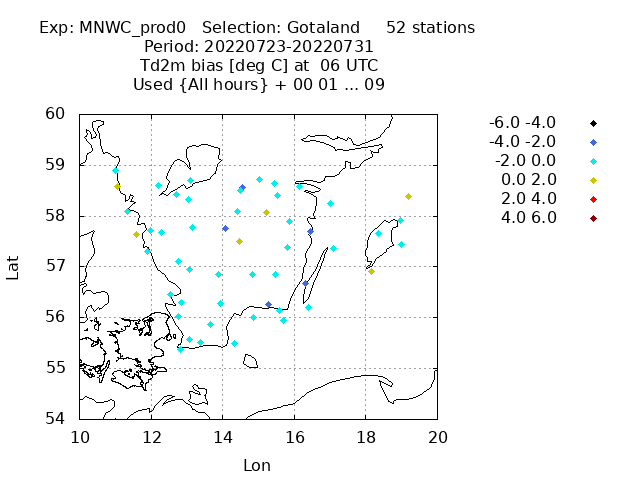 Exp: MNWC_prod0 Selection: Gotaland 52 stations
Period: 20220723-20220731
Td2m bias [deg C] at 06 UTC
Used {All hours} + 00 01 ... 09
-6.0 -4.0
-4.0 -2.0
-2.0 0.0
0.0 2.0
2.0 4.0
4.0 6.0
60
59
58
57
56
55
54
Lat
10 12 14 16 18 20
Lon